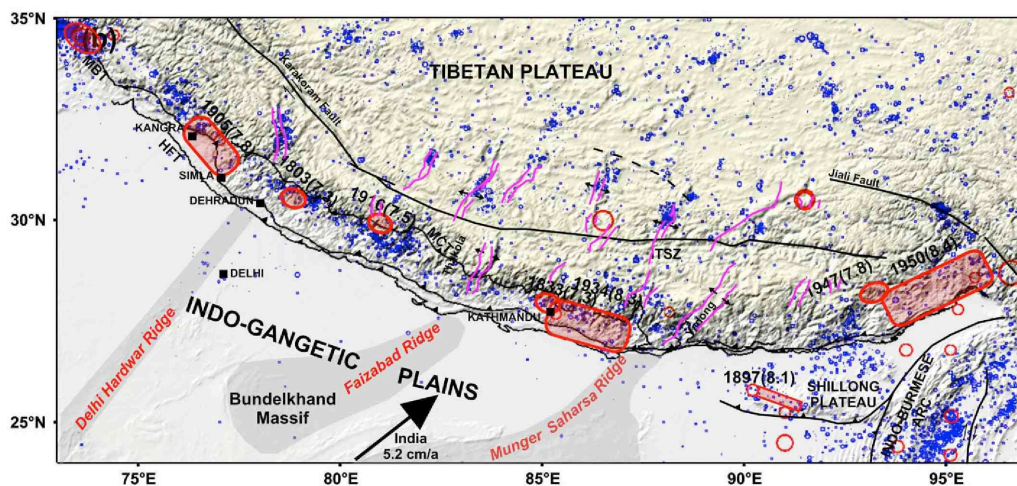 35°N
33°N
30°N
25°N
(b)
MBT
TIBETAN PLATEAU
Karakoram Fault
KANGRA
1905(7.8)
HFT
SIMLA
1803(7.
DEHRADUN
1916(7.5)
MCT
Jiali Fault
ITSZ
DELHI
1833(7.3)
1934(8.3)
KATHMANDU
1947(7.8)
1950(8.4)
INDO-GANGETIC
PLAINS
Delhi Hardwar Ridge
Faizabad Ridge
Bundelkhand
Massif
Munger Saharsa Ridge
1897(8.1)
SHILLONG
PLATEAU
INDO-BURMESE
ARC
India
5.2 cm/a
75°E
80°E
85°E
90°E
95°E